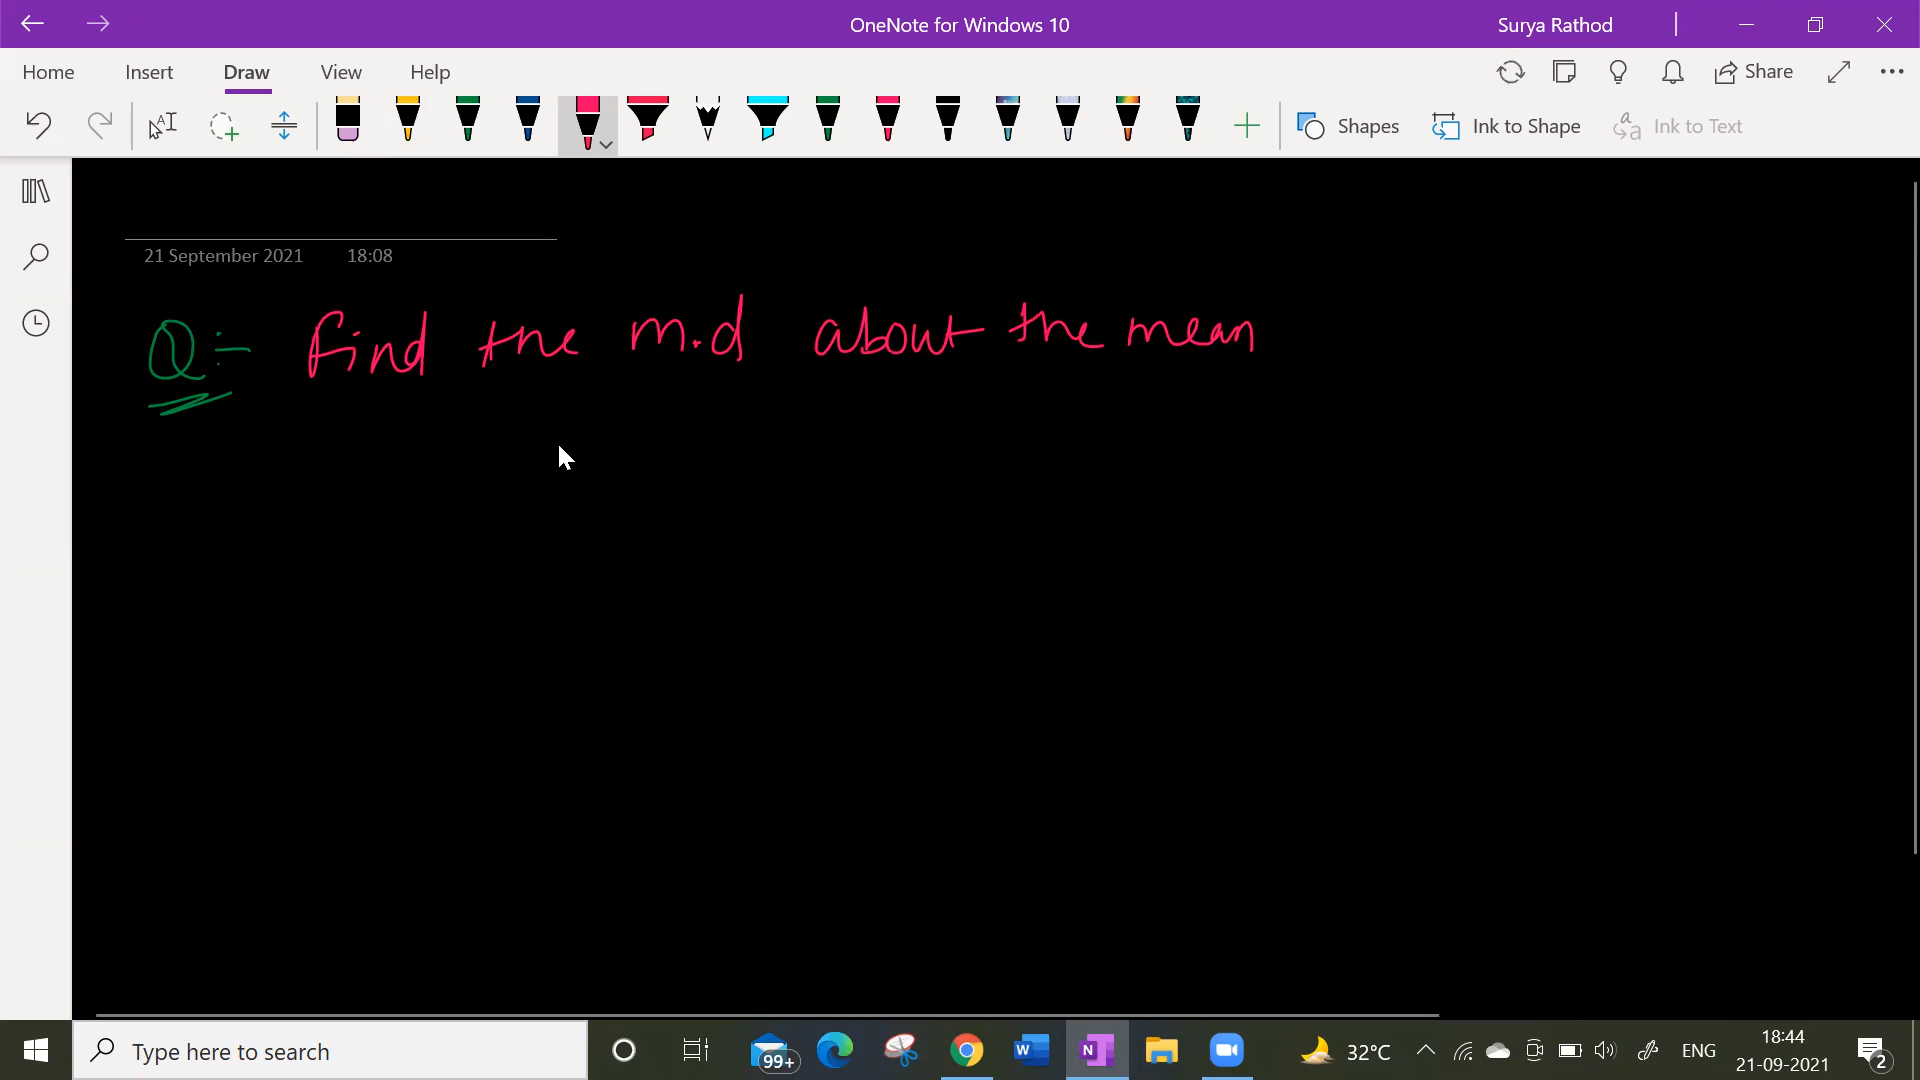 OneNote for Windows 10
Surya Rathod
Home Insert Draw View Help
Share
Shapes Ink to Shape Ink to Text
21 September 2021 18:08
Q:- find the m.d about the mean
Type here to search
99+
32°C
ENG
18:44
21-09-2021
2